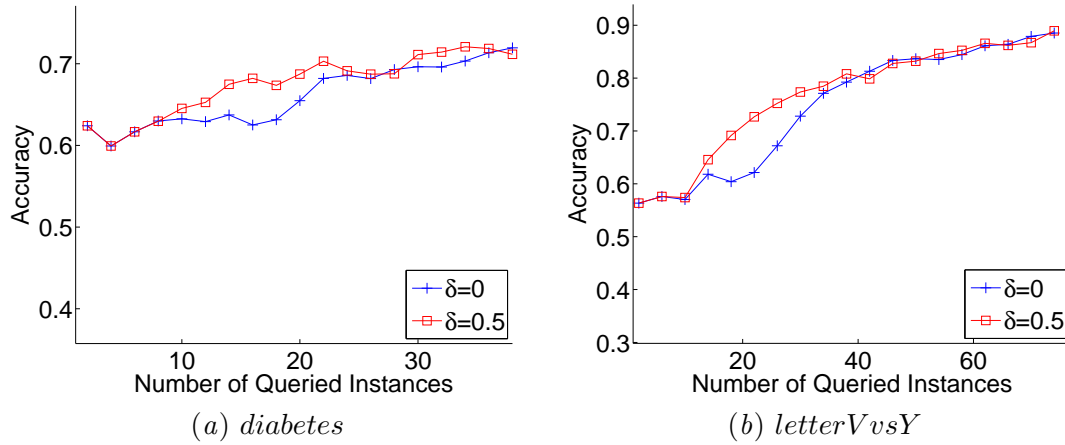 Accuracy
0.7
0.6
0.5
0.4
10
20
30
Number of Queried Instances
δ=0
δ=0.5
(a) diabetes
Accuracy
0.9
0.8
0.7
0.6
0.5
0.4
0.3
20
40
60
Number of Queried Instances
δ=0
δ=0.5
(b) letterVvsY